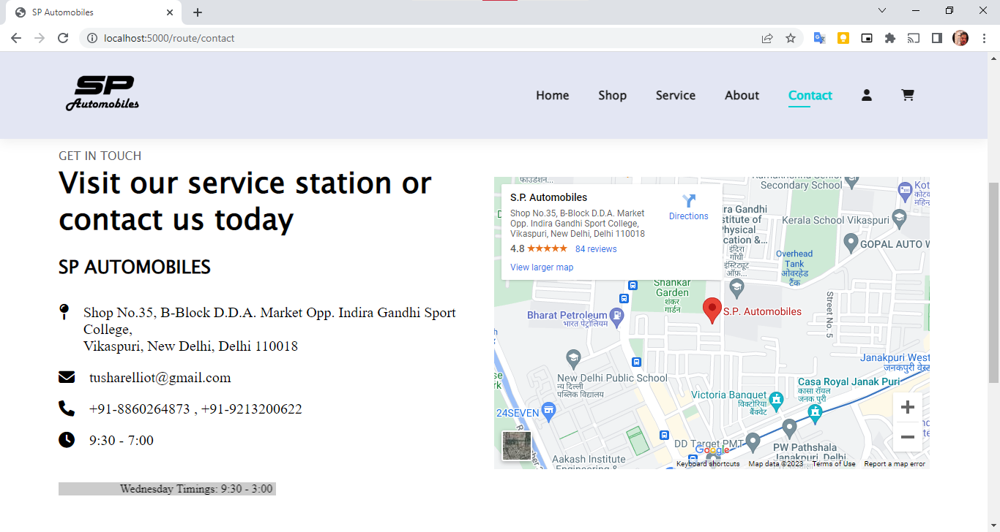 SP Automobiles
localhost:5000/route/contact
SP
Automobiles
Home
Shop
Service
About
Contact
GET IN TOUCH
Visit our service station or
contact us today
SP AUTOMOBILES
Shop No.35, B-Block D.D.A. Market Opp. Indira Gandhi Sport
College,
Vikaspuri, New Delhi, Delhi 110018
tusharelliot@gmail.com
+91-8860264873 , +91-9213200622
9:30 - 7:00
Wednesday Timings: 9:30 - 3:00
S.P. Automobiles
Shop No.35, B-Block D.D.A. Market
Opp. Indira Gandhi Sport College,
Vikaspuri, New Delhi, Delhi 110018
4.8
84 reviews
View larger map
Directions
Secondary School
Kerala School Vikaspuri
GOPAL AUTO W
ra Gandhi
stitute of
Physical
cation &...
इंदिरा
गाँधी
इंस्टिट्यूट
ऑफ़...
Overhead
Tank
ओवरहेड
टैंक
Shankar
Garden
शंकर
गार्डन
Bharat Petroleum
भारत पेट्रोलियम
S.P. Automobiles
Street No. 5
New Delhi Public School
न्यू दिल्ली
पब्लिक विद्यालय
Janakpuri West
जनकपुरी वेस्ट
Casa Royal Janak Puri
कासा रॉयल
जनक पुरी
Victoria Banquet
विक्टोरिया
बैंक्वेट
24SEVEN
DD Target PMT
PW Pathshala
Janakpuri, Delhi
Aakash Institute
Engineering &
Google
Keyboard shortcuts
Map data ©2023
Terms of Use
Report a map error